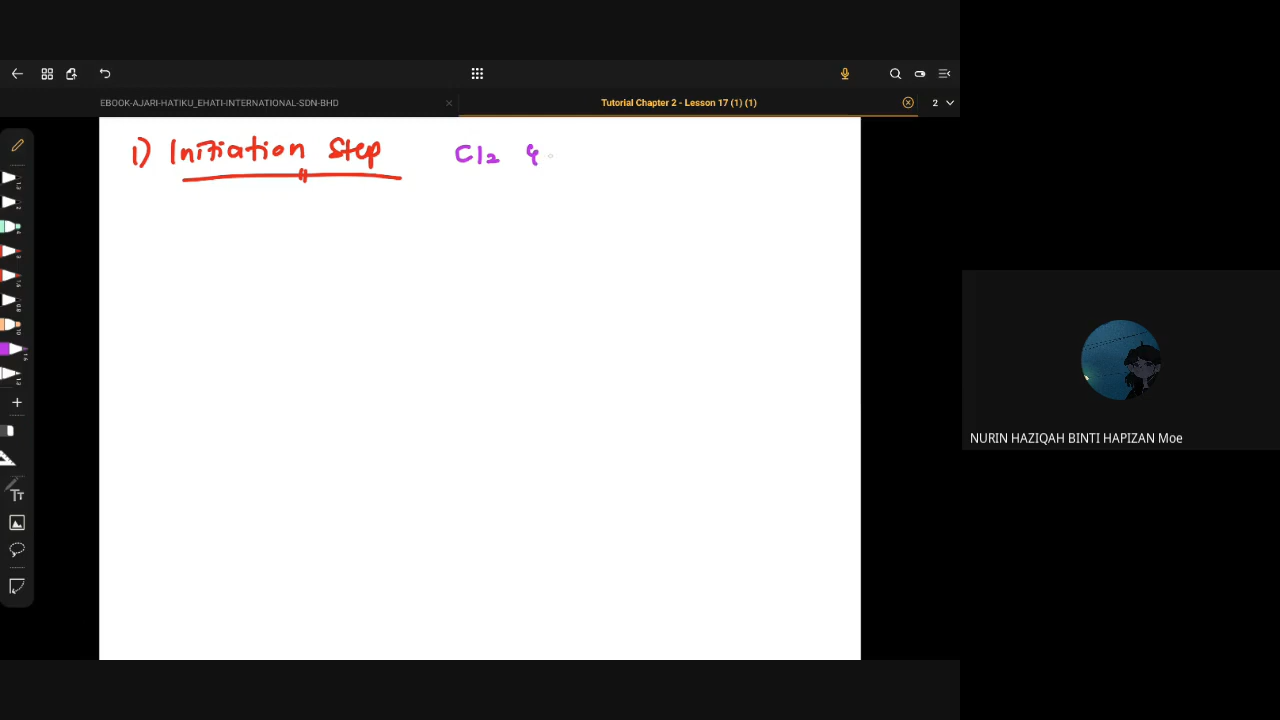 EBOOK-AJARI-HATIKU_EHATI-INTERNATIONAL-SDN-BHD
Tutorial Chapter 2 - Lesson 17 (1) (1)
2
1) Initiation Step Cl₂
NURIN HAZIQAH BINTI HAPIZAN Moe